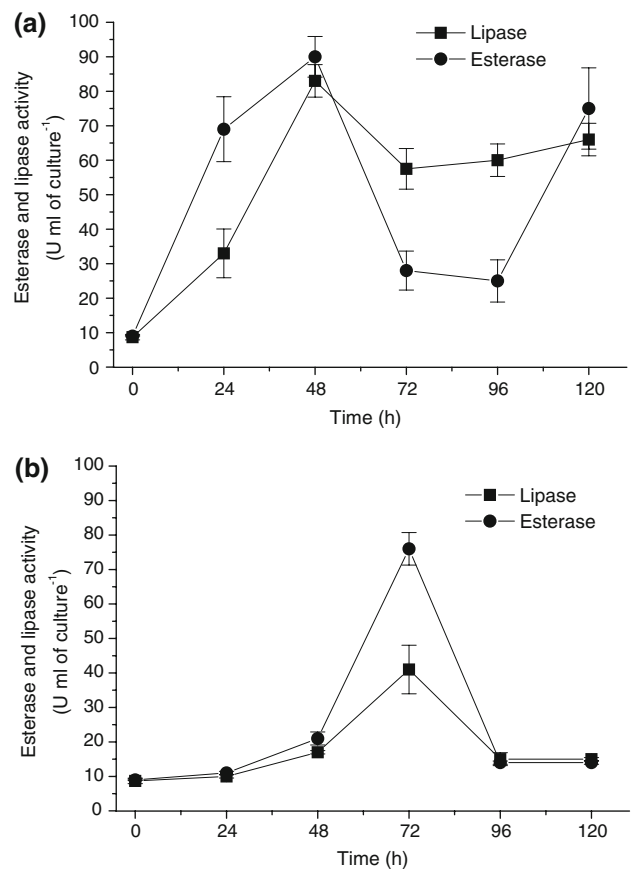 (a)
Lipase
Esterase
Esterase and lipase activity
(U ml of culture⁻¹)
100
90
80
70
60
50
40
30
20
10
0
0 24 48 72 96 120
Time (h)
(b)
Lipase
Esterase
Esterase and lipase activity
(U ml of culture⁻¹)
100
90
80
70
60
50
40
30
20
10
0
0 24 48 72 96 120
Time (h)